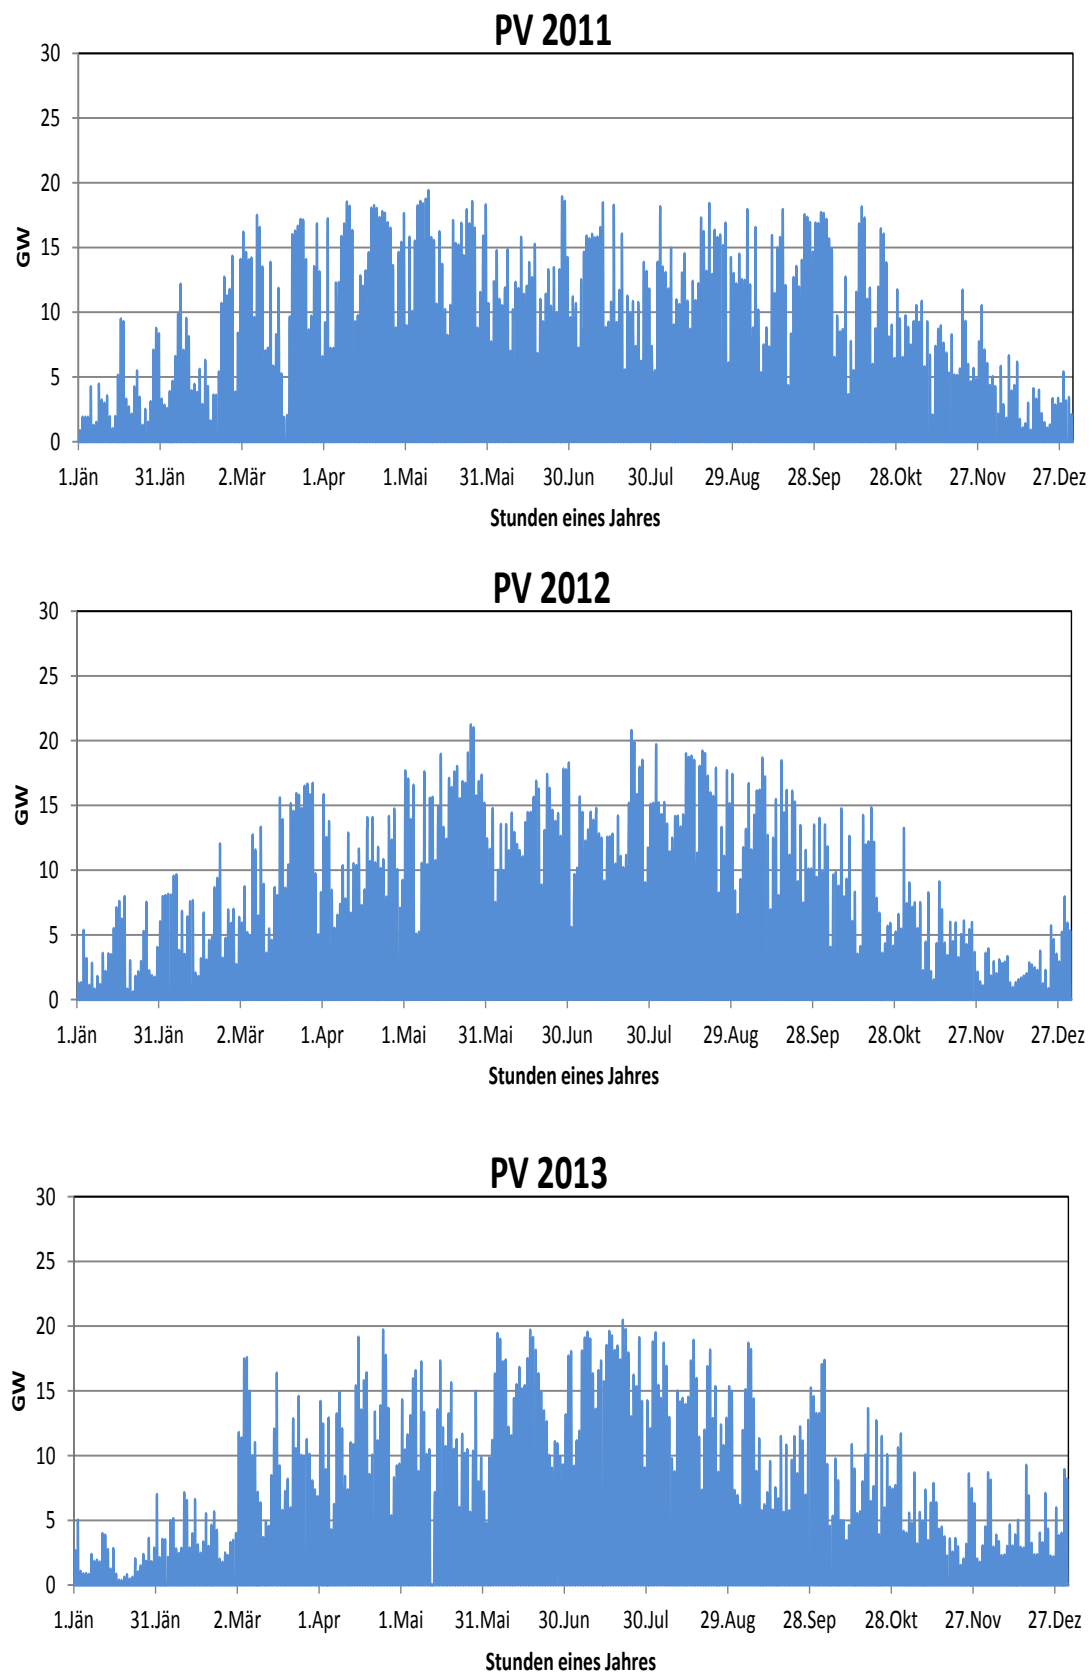 PV 2011
30
25
20
15
10
5
0
GW
1.Jän 31.Jän 2.Mär 1.Apr 1.Mai 31.Mai 30.Jun 30.Jul 29.Aug 28.Sep 28.Okt 27.Nov 27.Dez
Stunden eines Jahres
PV 2012
30
25
20
15
10
5
0
GW
1.Jän 31.Jän 2.Mär 1.Apr 1.Mai 31.Mai 30.Jun 30.Jul 29.Aug 28.Sep 28.Okt 27.Nov 27.Dez
Stunden eines Jahres
PV 2013
30
25
20
15
10
5
0
GW
1.Jän 31.Jän 2.Mär 1.Apr 1.Mai 31.Mai 30.Jun 30.Jul 29.Aug 28.Sep 28.Okt 27.Nov 27.Dez
Stunden eines Jahres